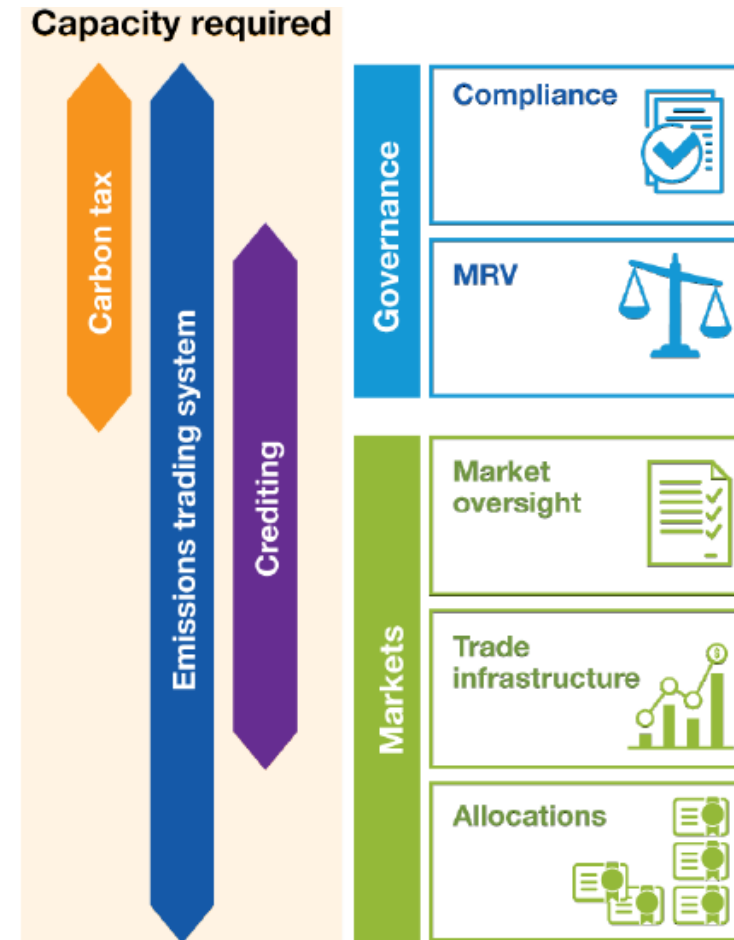 Capacity required
Carbon tax
Emissions trading system
Crediting
Governance
Compliance
MRV
Markets
Market
oversight
Trade
infrastructure
$
Allocations